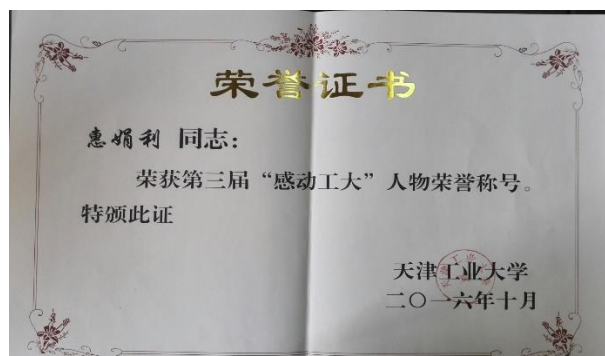 荣誉证书
惠娟利 同志：
荣获第三届“感动工大”人物荣誉称号。
特颁此证
天津工业大学
二〇一六年十月